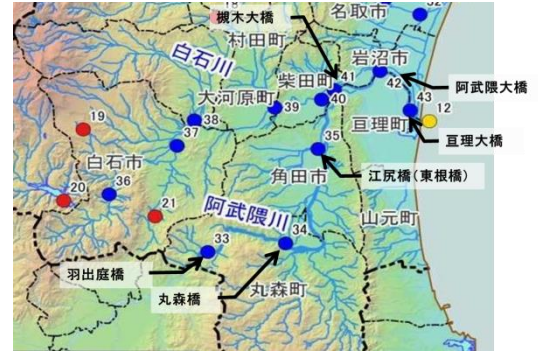 名取市
32
槻木大橋
村田町
岩沼市
白石川
柴田町
41
42
阿武隈大橋
大河原町
40
43
12
39
亘理町
19
38
37
亘理大橋
白石市
35
江尻橋(東根橋)
角田市
20
36
21
阿武隈川
山元町
33
34
羽出庭橋
丸森橋
丸森町